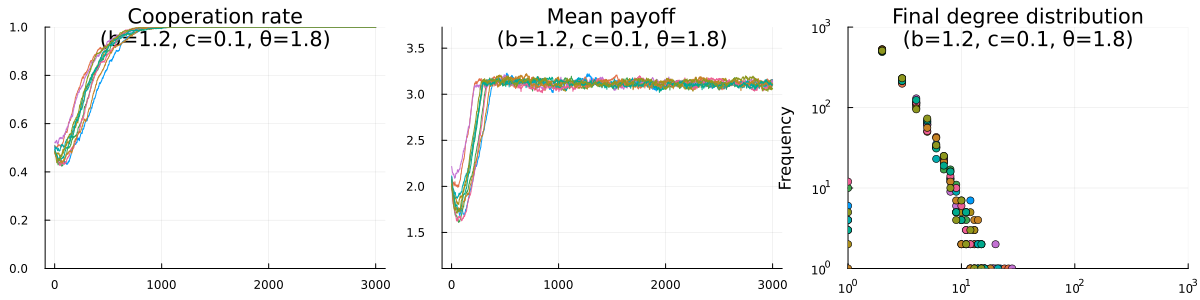 Cooperation rate
(b=1.2, c=0.1, θ=1.8)
1.0
0.8
0.6
0.4
0.2
0.0
0 1000 2000 3000
Mean payoff
(b=1.2, c=0.1, θ=1.8)
3.5
3.0
2.5
2.0
1.5
0 1000 2000 3000
Final degree distribution
(b=1.2, c=0.1, θ=1.8)
Frequency
10³
10²
10¹
10⁰
10⁰ 10¹ 10² 10³